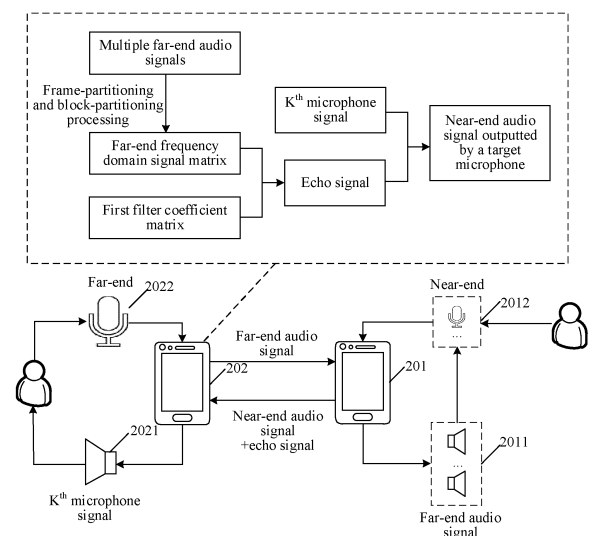 Multiple far-end audio
signals
Frame-partitioning
and block-partitioning
processing
Far-end frequency
domain signal matrix
First filter coefficient
matrix
Kth microphone
signal
Echo signal
Near-end audio
signal outputted
by a target
microphone
Far-end
2022
202
2021
Kth microphone
signal
Far-end audio
signal
Near-end audio
signal
+echo signal
Near-end
2012
...
201
...
2011
Far-end audio
signal